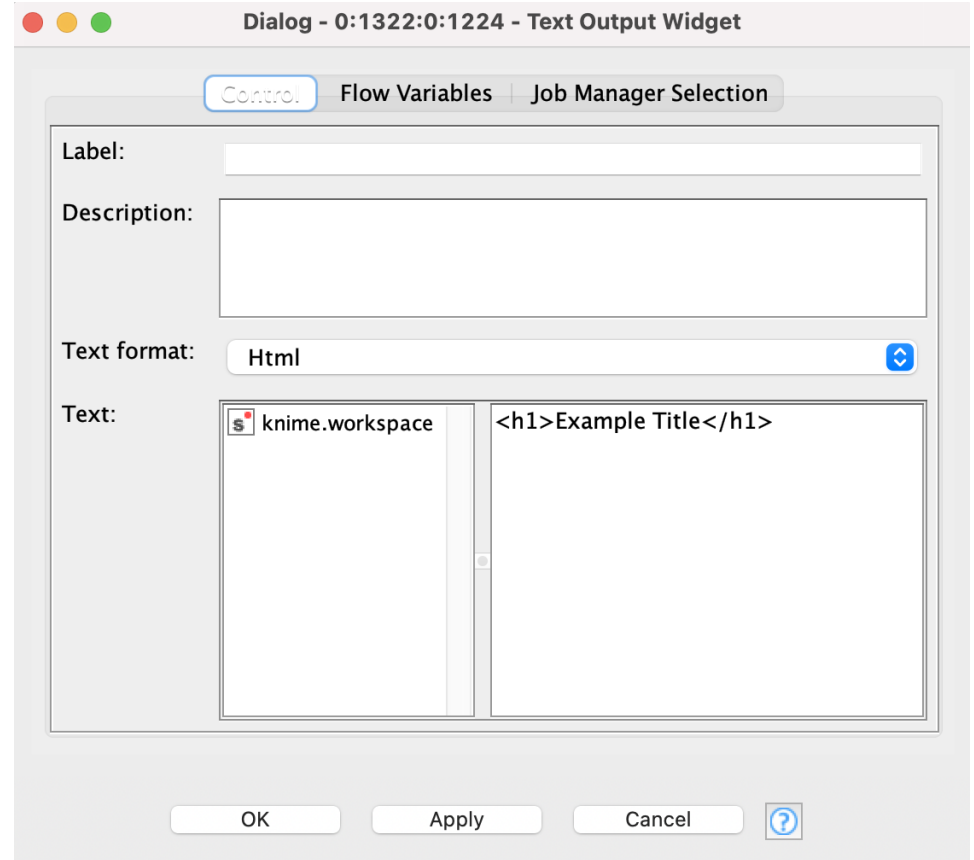 Dialog - 0:1322:0:1224 - Text Output Widget
Control Flow Variables Job Manager Selection
Label:
Description:
Text format: Html
Text: s knime.workspace <h1>Example Title</h1>
OK Apply Cancel ?